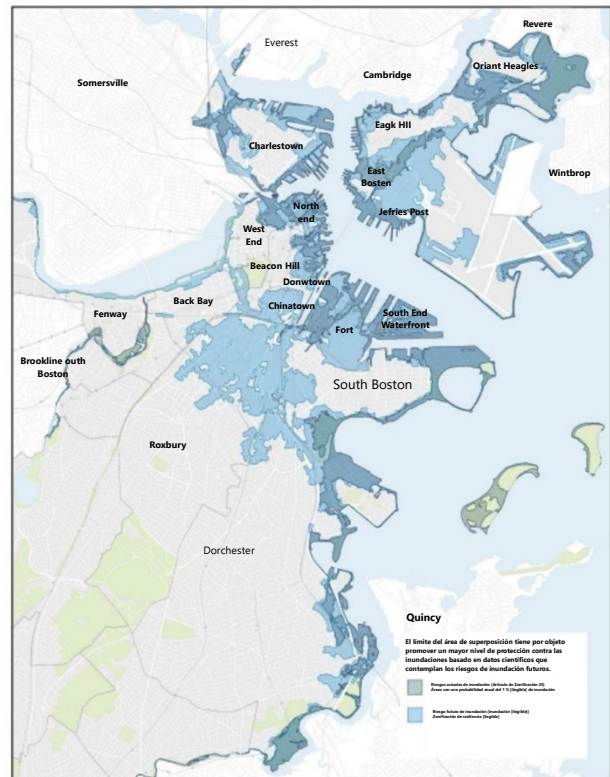 Revere
Everest
Oriant Heagles
Cambridge
Somersville
Eagk HIl
Charlestown
East
Bosten
Wintbrop
North
end
Jefries Post
West
End
Beacon Hill
Donwtown
Back Bay
Chinatown
South End
Waterfront
Fenway
Fort
Brookline outh
Boston
South Boston
Roxbury
Dorchester
Quincy
El límite del área de superposición tiene por objeto
promover un mayor nivel de protección contra las
inundaciones basado en datos científicos que
contemplan los riesgos de inundación futuros.
Riesgos actuales de inundación (Artículo de Zonificación 25)
Áreas con una probabilidad anual del 1 % [ilegible] de inundación
Riesgo futuro de inundación (inundación [ilegible])
Zonificación de resiliencia [ilegible]